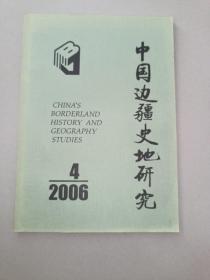 中国边疆史地研究
CHINA'S
BORDERLAND
HISTORY AND
GEOGRAPHY
STUDIES
4
2006